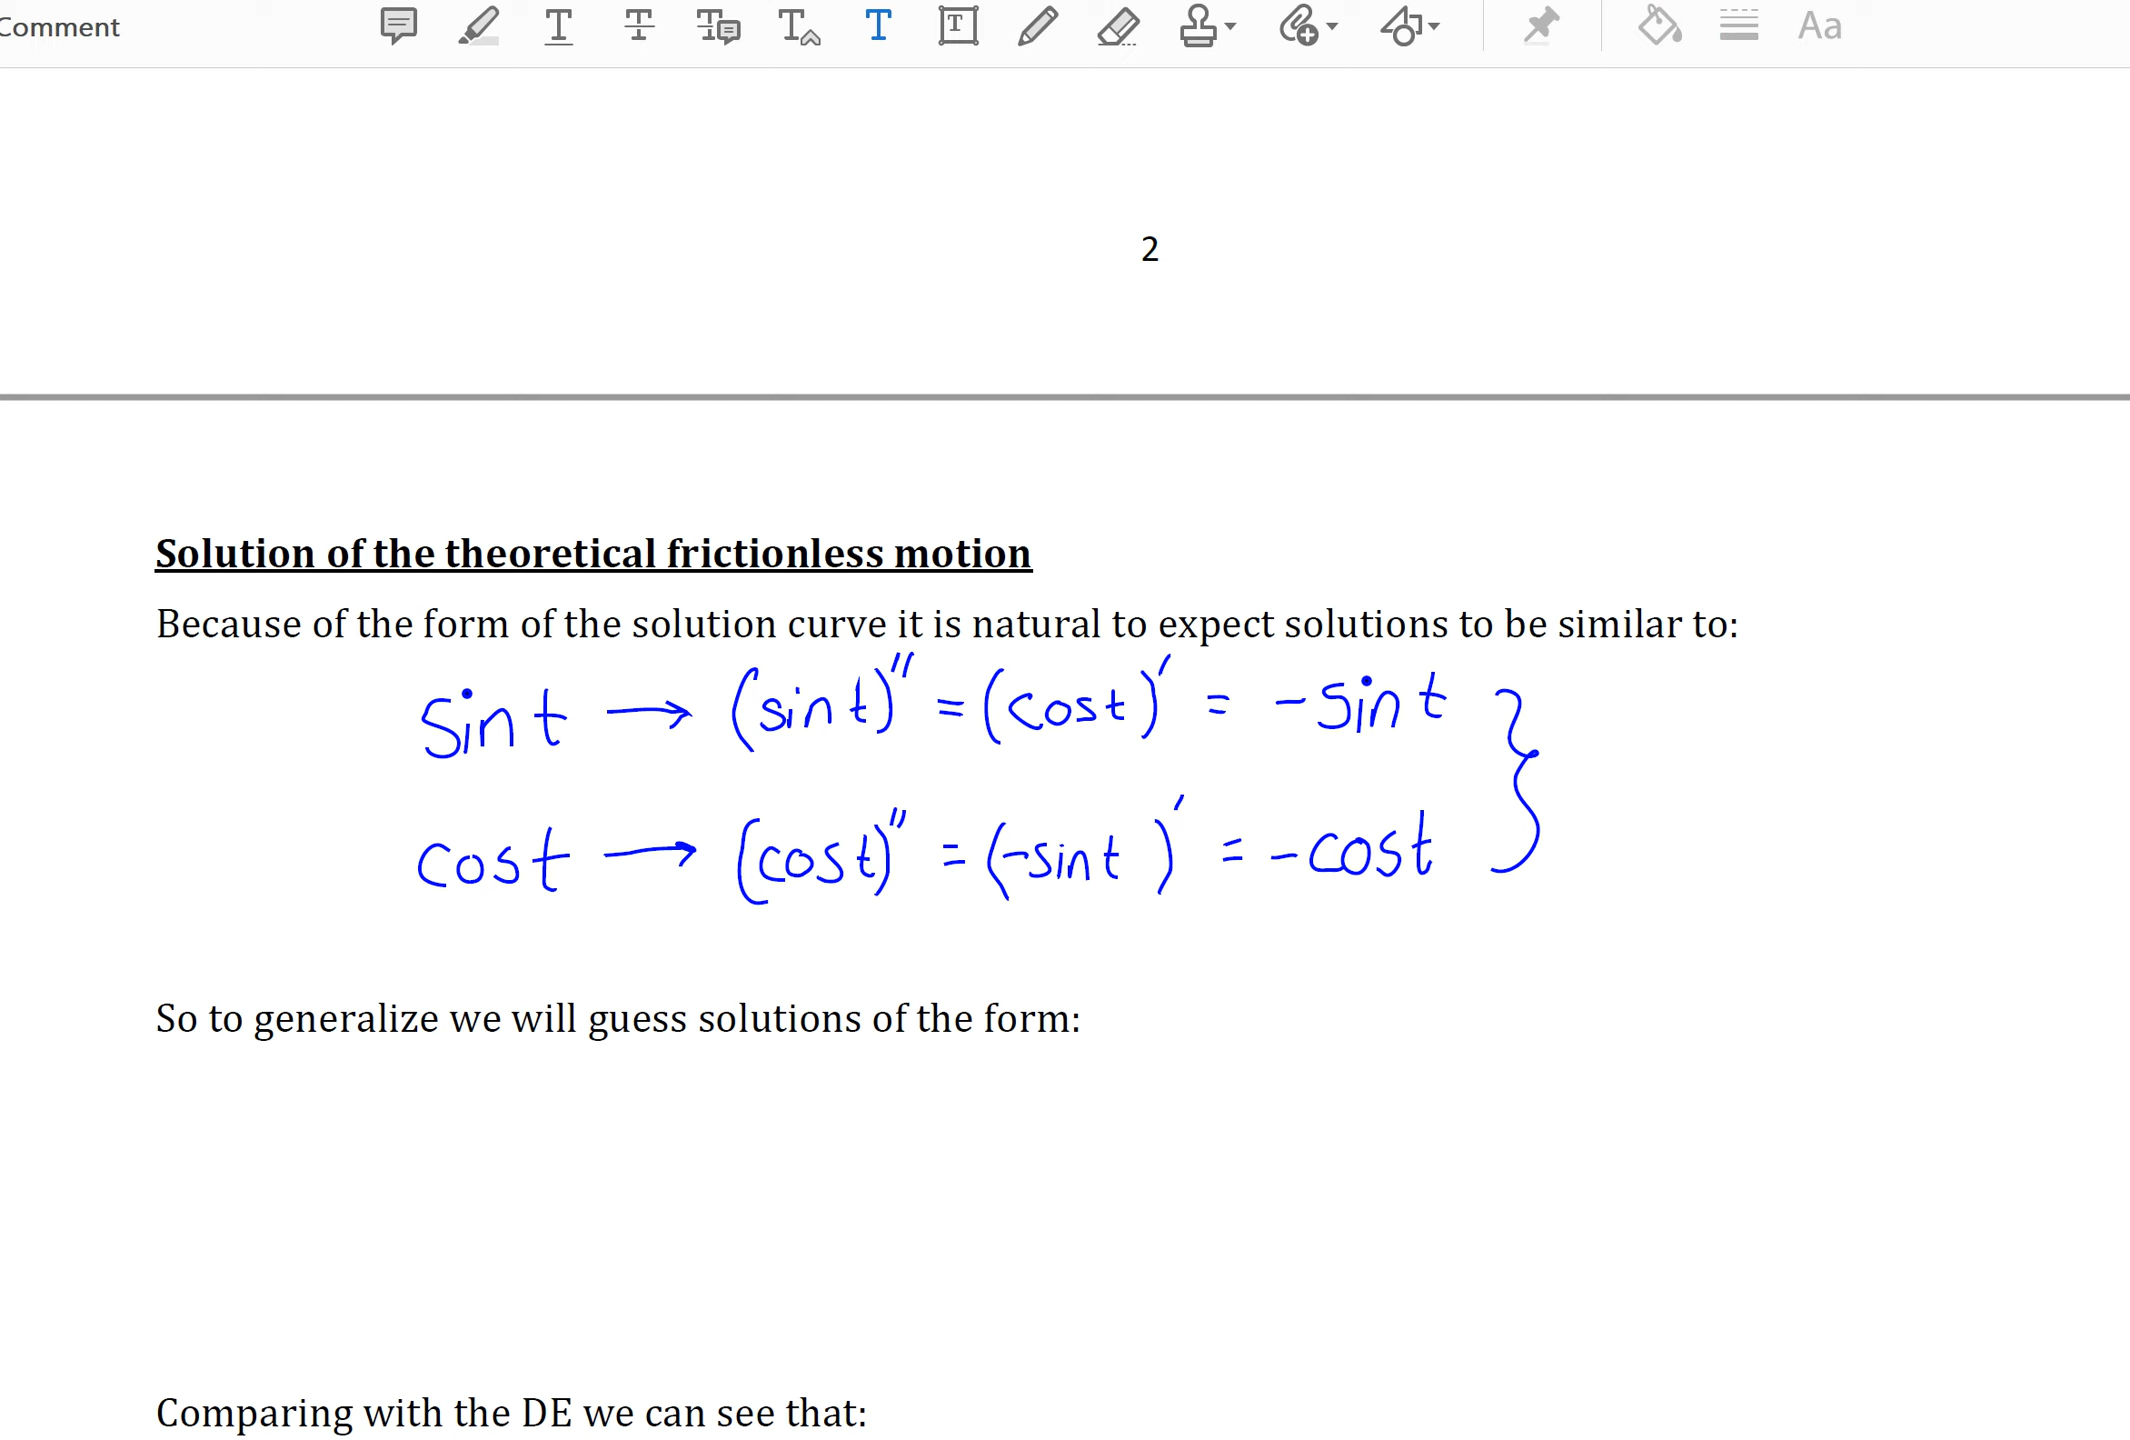 Comment
Aa
2
Solution of the theoretical frictionless motion
Because of the form of the solution curve it is natural to expect solutions to be similar to:
sin t → (sin t)'' = (cos t)' = - sin t
cos t → (cos t)'' = (-sin t )' = - cos t
So to generalize we will guess solutions of the form:
Comparing with the DE we can see that: